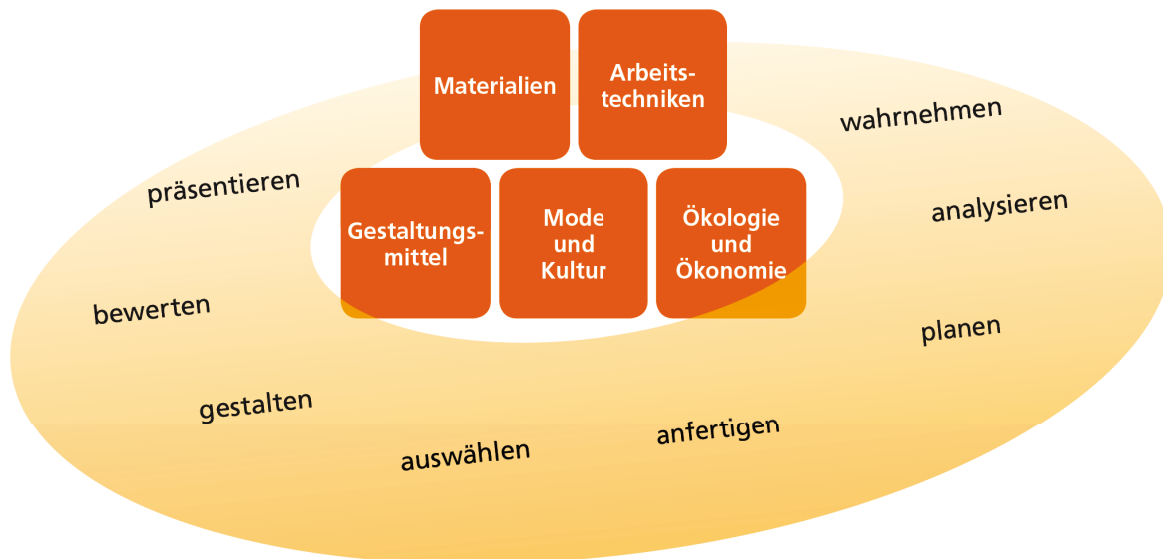 Materialien
Arbeits-
techniken
Gestaltungs-
mittel
Mode
und
Kultur
Ökologie
und
Ökonomie
wahrnehmen
analysieren
planen
anfertigen
auswählen
gestalten
bewerten
präsentieren